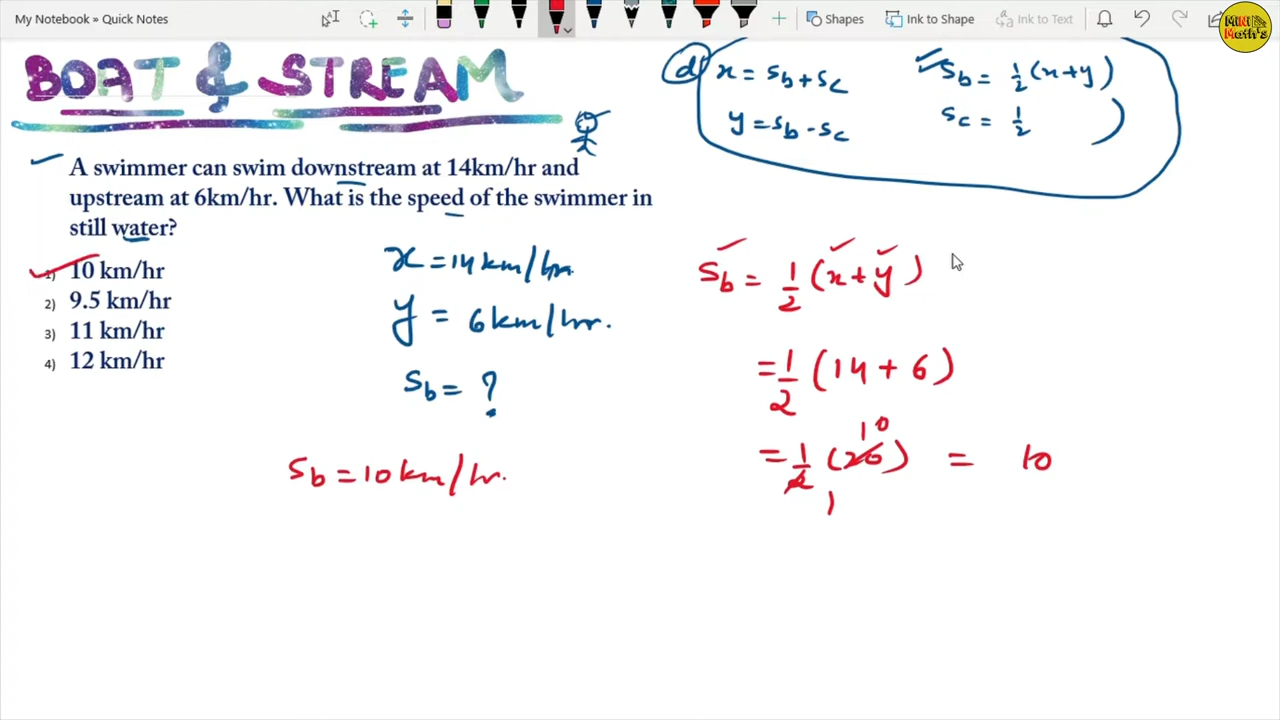 My Notebook » Quick Notes
Shapes
Ink to Shape
Ink to Text
MINI
Math's
BOAT & STREAM
d
x = Sb + Sc
Sb = 1/2 (x+y)
y = Sb - Sc
Sc = 1/2 )
A swimmer can swim downstream at 14km/hr and
upstream at 6km/hr. What is the speed of the swimmer in
still water?
1) 10 km/hr
2) 9.5 km/hr
3) 11 km/hr
4) 12 km/hr
x = 14 km/hr
y = 6 km/hr.
Sb = ?
Sb = 10 km/hr.
Sb = 1/2 (x+y)
= 1/2 (14 + 6)
10
= 1/2 (20) = 10
1